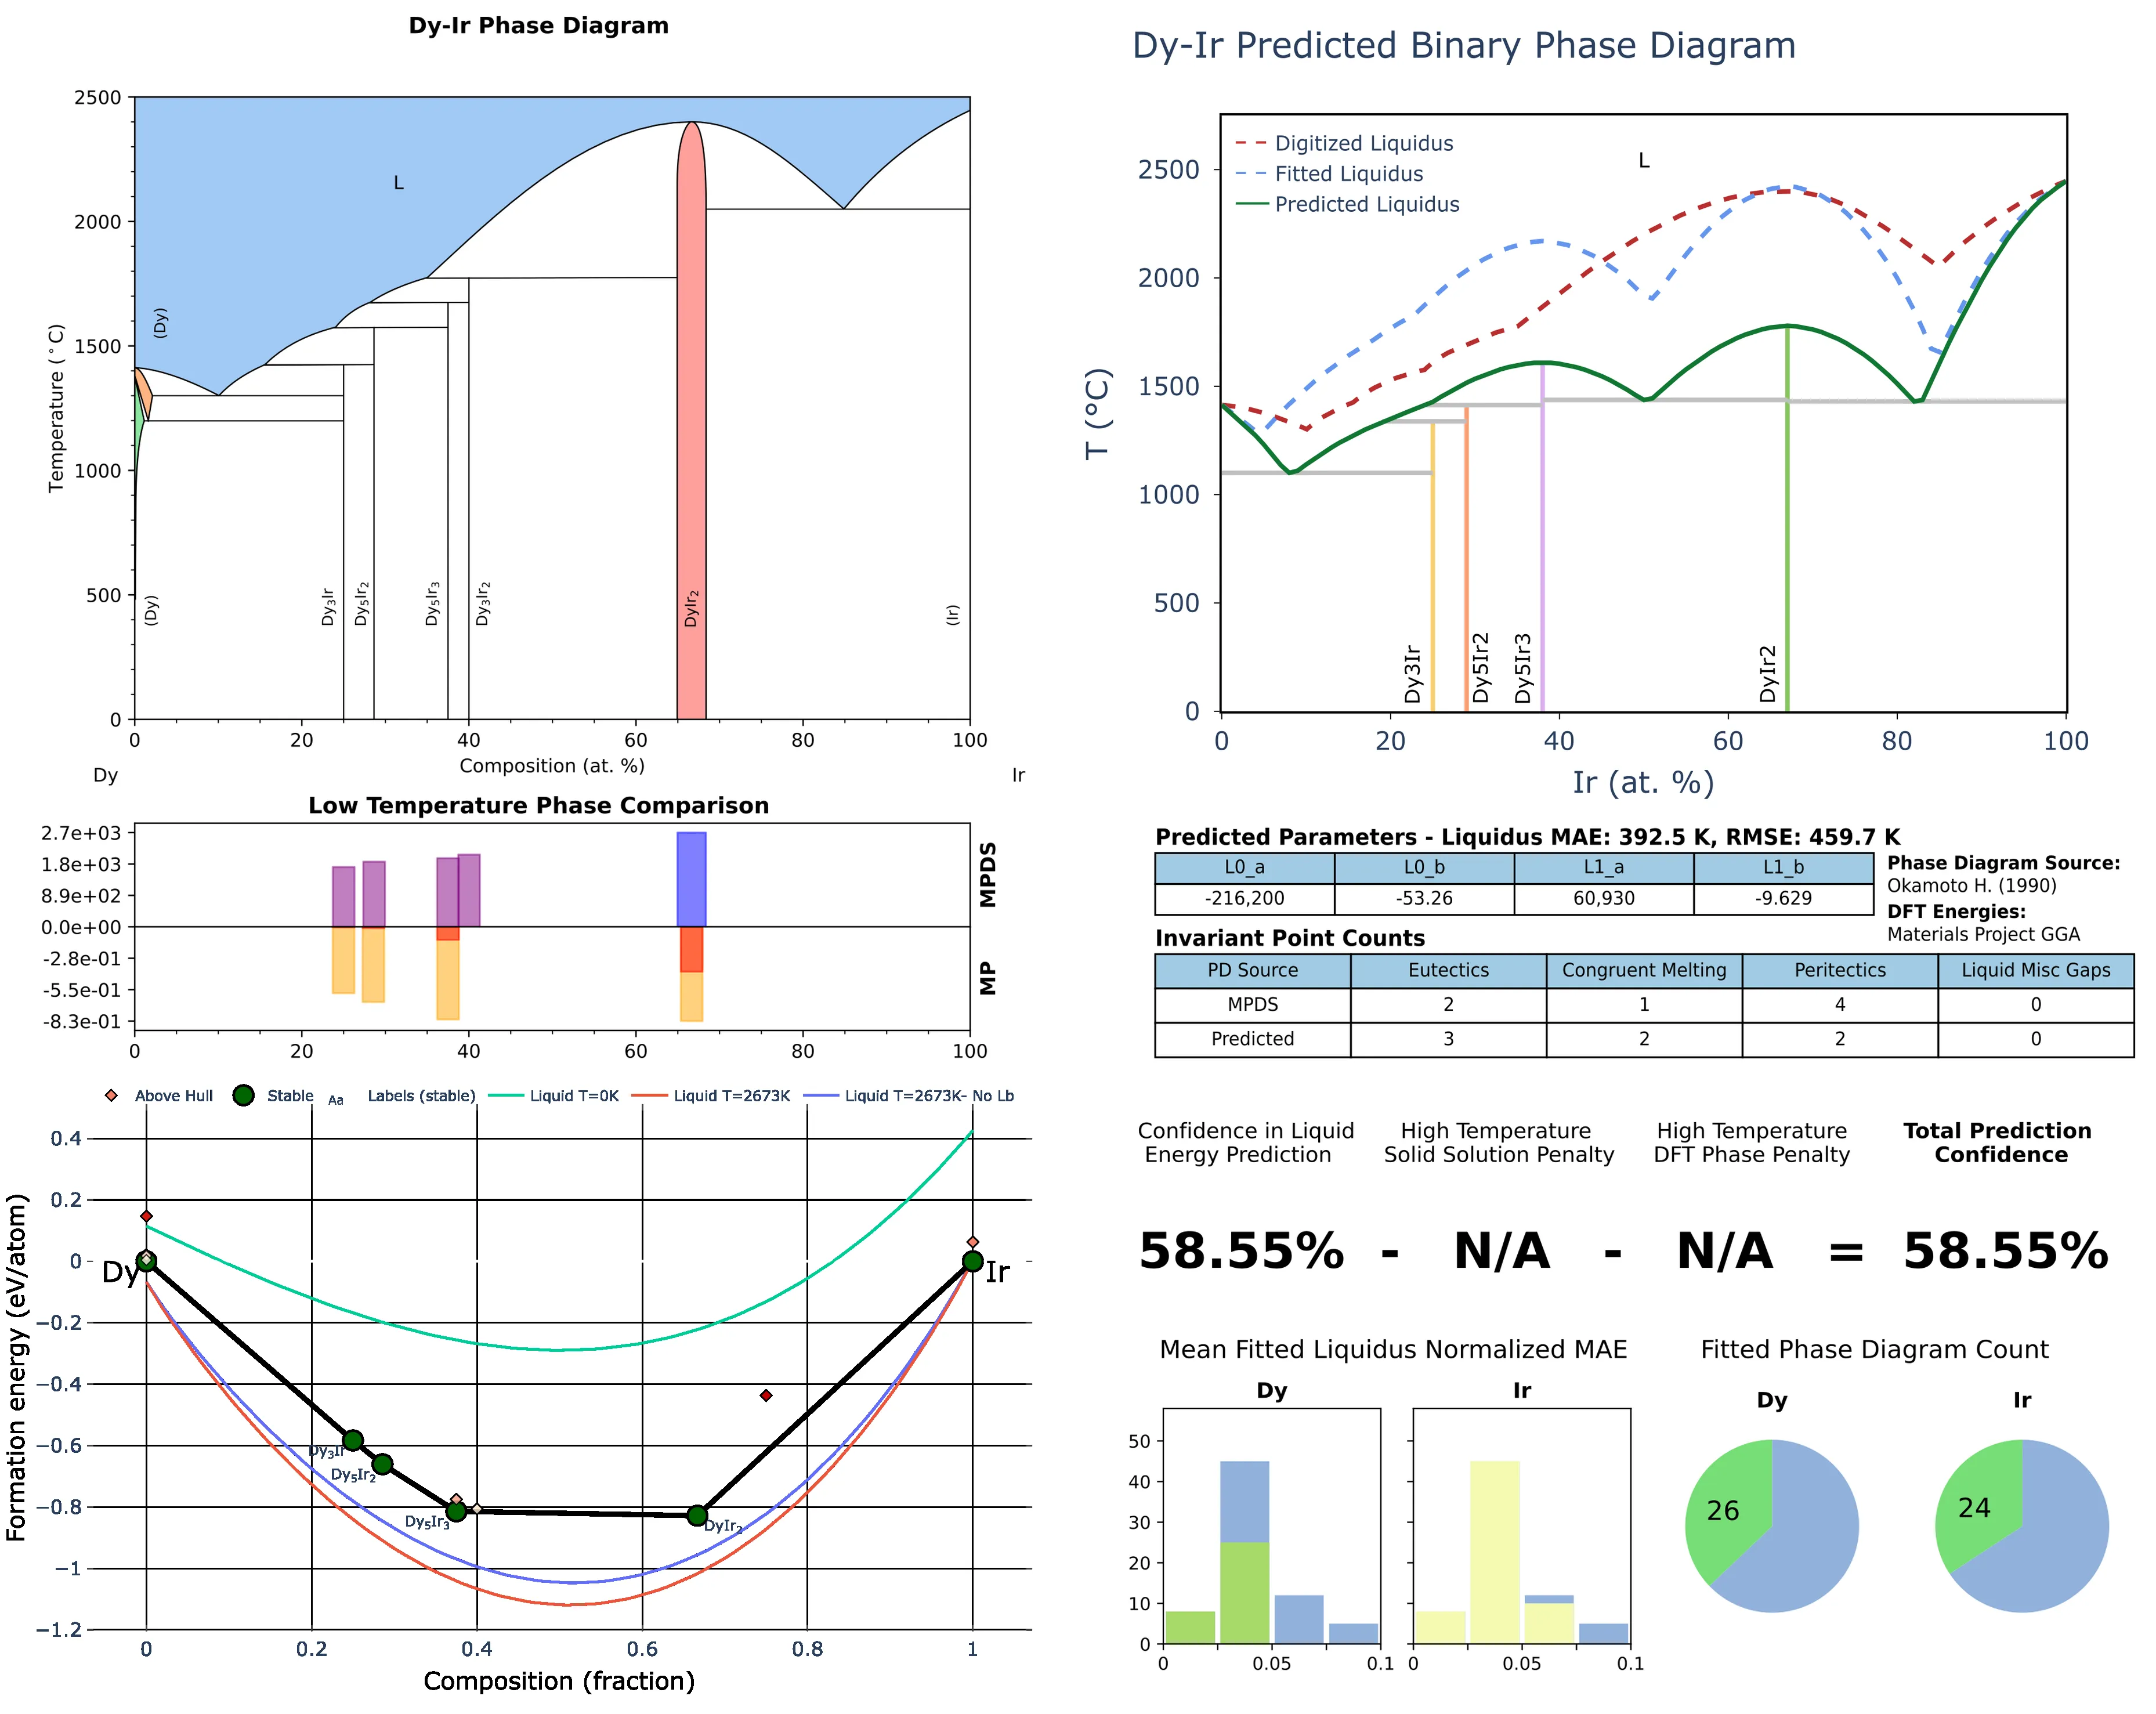 Dy-Ir Phase Diagram
2500
2000
1500
1000
500
0
Temperature (°C)
L
(Dy)
(Dy)
Dy3Ir
Dy5Ir2
Dy5Ir3
Dy3Ir2
DyIr2
(Ir)
0 20 40 60 80 100
Composition (at. %)
Dy Ir
Dy-Ir Predicted Binary Phase Diagram
Digitized Liquidus
Fitted Liquidus
Predicted Liquidus
L
2500
2000
1500
1000
500
0
T (°C)
Dy3Ir
Dy5Ir2
Dy5Ir3
DyIr2
0 20 40 60 80 100
Ir (at. %)
Low Temperature Phase Comparison
2.7e+03
1.8e+03
8.9e+02
0.0e+00
-2.8e-01
-5.5e-01
-8.3e-01
MPDS
MP
0 20 40 60 80 100
Predicted Parameters - Liquidus MAE: 392.5 K, RMSE: 459.7 K
L0_a L0_b L1_a L1_b
-216,200 -53.26 60,930 -9.629
Phase Diagram Source:
Okamoto H. (1990)
DFT Energies:
Materials Project GGA
Invariant Point Counts
PD Source Eutectics Congruent Melting Peritectics Liquid Misc Gaps
MPDS 2 1 4 0
Predicted 3 2 2 0
Above Hull Stable Aa Labels (stable) Liquid T=0K Liquid T=2673K Liquid T=2673K- No Lb
0.4
0.2
0
−0.2
−0.4
−0.6
−0.8
−1
−1.2
Formation energy (eV/atom)
Dy
Ir
Dy3Ir
Dy5Ir2
Dy5Ir3
DyIr2
0 0.2 0.4 0.6 0.8 1
Composition (fraction)
Confidence in Liquid
Energy Prediction
High Temperature
Solid Solution Penalty
High Temperature
DFT Phase Penalty
Total Prediction
Confidence
58.55% - N/A - N/A = 58.55%
Mean Fitted Liquidus Normalized MAE
Dy Ir
50
40
30
20
10
0
0 0.05 0.1 0 0.05 0.1
Fitted Phase Diagram Count
Dy Ir
26 24